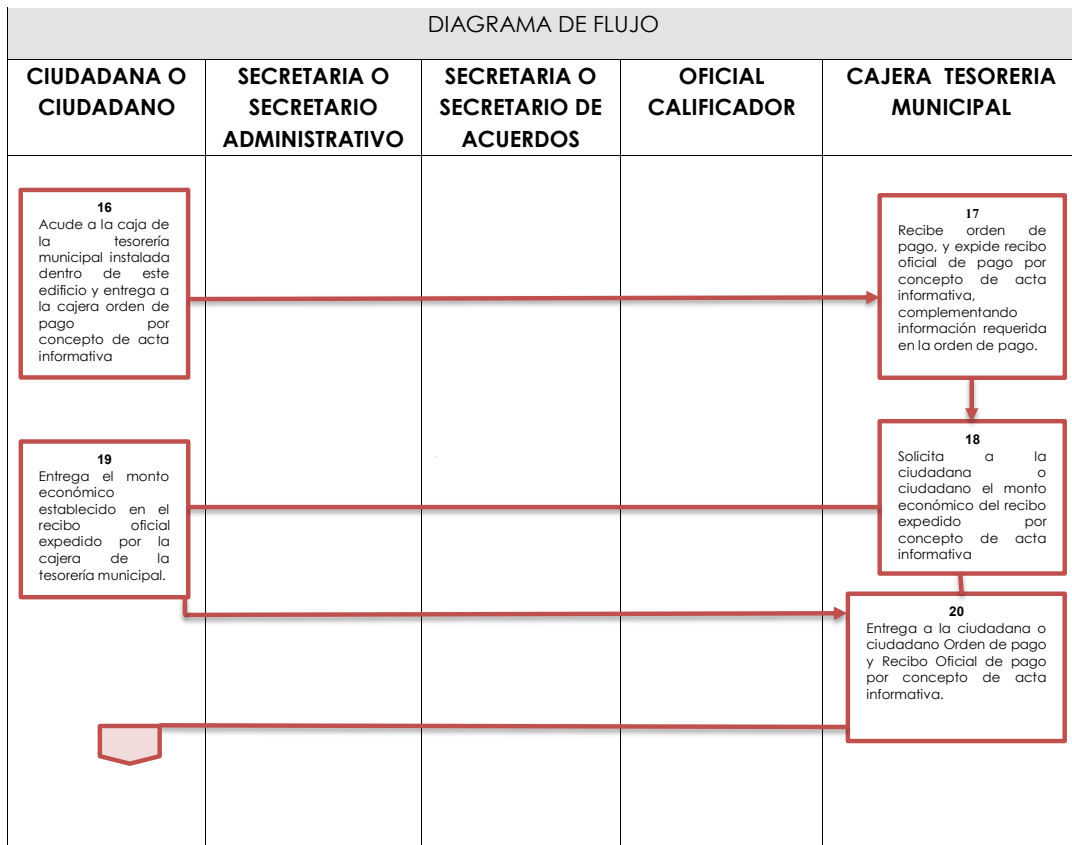 DIAGRAMA DE FLUJO
CIUDADANA O
CIUDADANO
SECRETARIA O
SECRETARIO
ADMINISTRATIVO
SECRETARIA O
SECRETARIO DE
ACUERDOS
OFICIAL
CALIFICADOR
CAJERA TESORERIA
MUNICIPAL
16
Acude a la caja de
la tesorería
municipal instalada
dentro de este
edificio y entrega a
la cajera orden de
pago por
concepto de acta
informativa
17
Recibe orden de
pago, y expide recibo
oficial de pago por
concepto de acta
informativa,
complementando
información requerida
en la orden de pago.
18
Solicita a la
ciudadana o
ciudadano el monto
económico del recibo
expedido por
concepto de acta
informativa
19
Entrega el monto
económico
establecido en el
recibo oficial
expedido por la
cajera de la
tesorería municipal.
20
Entrega a la ciudadana o
ciudadano Orden de pago
y Recibo Oficial de pago
por concepto de acta
informativa.